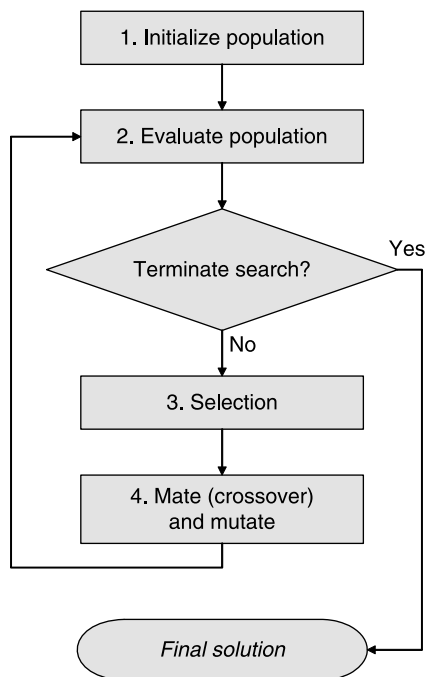 1. Initialize population
2. Evaluate population
Terminate search?
Yes
No
3. Selection
4. Mate (crossover)
and mutate
Final solution